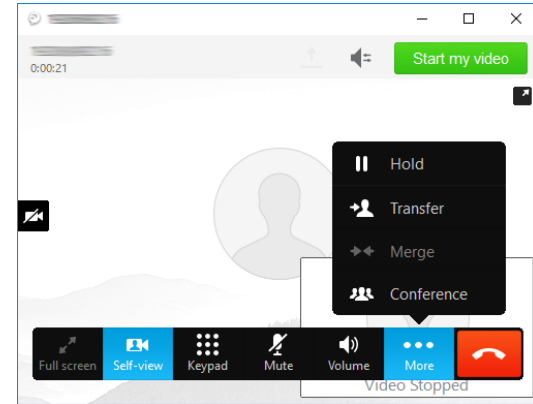 0:00:21
Start my video
Hold
Transfer
Merge
Conference
Full screen
Self-view
Keypad
Mute
Volume
More
Video Stopped